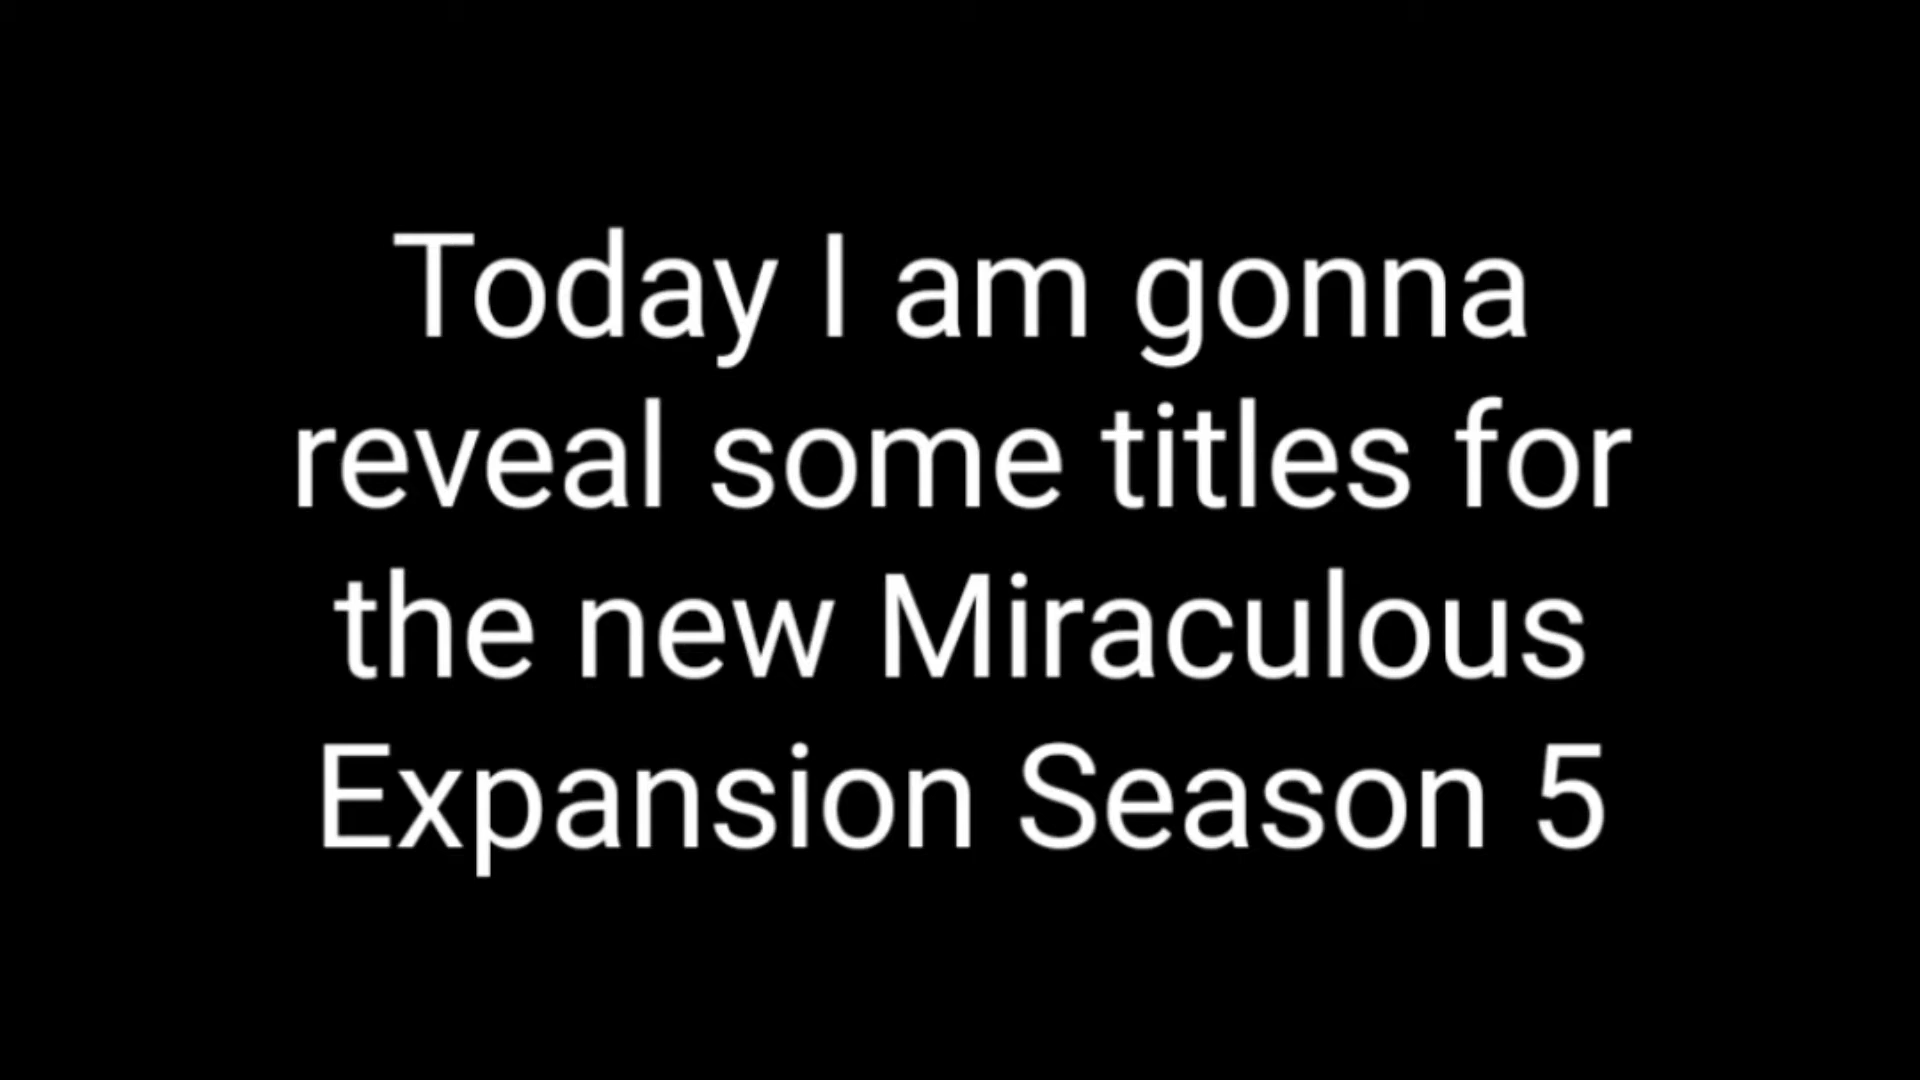 Today I am gonna
reveal some titles for
the new Miraculous
Expansion Season 5